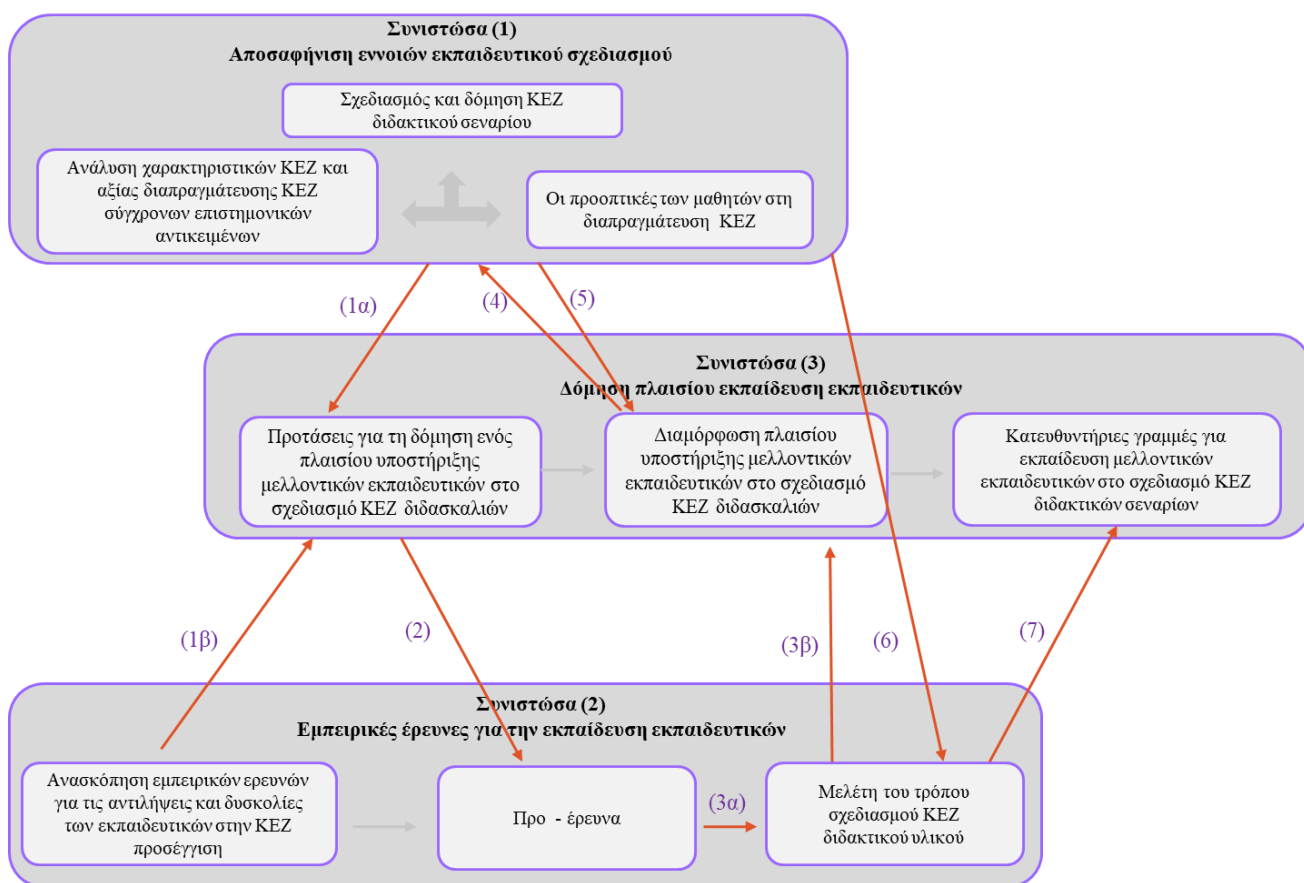 Συνιστώσα (1)
Αποσαφήνιση εννοιών εκπαιδευτικού σχεδιασμού
Σχεδιασμός και δόμηση ΚΕΖ
διδακτικού σεναρίου
Ανάλυση χαρακτηριστικών ΚΕΖ και
αξίας διαπραγμάτευσης ΚΕΖ
σύγχρονων επιστημονικών
αντικειμένων
Οι προοπτικές των μαθητών στη
διαπραγμάτευση ΚΕΖ
(1α)
(4)
(5)
Συνιστώσα (3)
Δόμηση πλαισίου εκπαίδευση εκπαιδευτικών
Προτάσεις για τη δόμηση ενός
πλαισίου υποστήριξης
μελλοντικών εκπαιδευτικών στο
σχεδιασμό ΚΕΖ διδασκαλιών
Διαμόρφωση πλαισίου
υποστήριξης μελλοντικών
εκπαιδευτικών στο σχεδιασμό
ΚΕΖ διδασκαλιών
Κατευθυντήριες γραμμές για
εκπαίδευση μελλοντικών
εκπαιδευτικών στο σχεδιασμό ΚΕΖ
διδακτικών σεναρίων
(1β)
(2)
(3β)
(6)
(7)
Συνιστώσα (2)
Εμπειρικές έρευνες για την εκπαίδευση εκπαιδευτικών
Ανασκόπηση εμπειρικών ερευνών
για τις αντιλήψεις και δυσκολίες
των εκπαιδευτικών στην ΚΕΖ
προσέγγιση
Προ - έρευνα
(3α)
Μελέτη του τρόπου
σχεδιασμού ΚΕΖ
διδακτικού υλικού